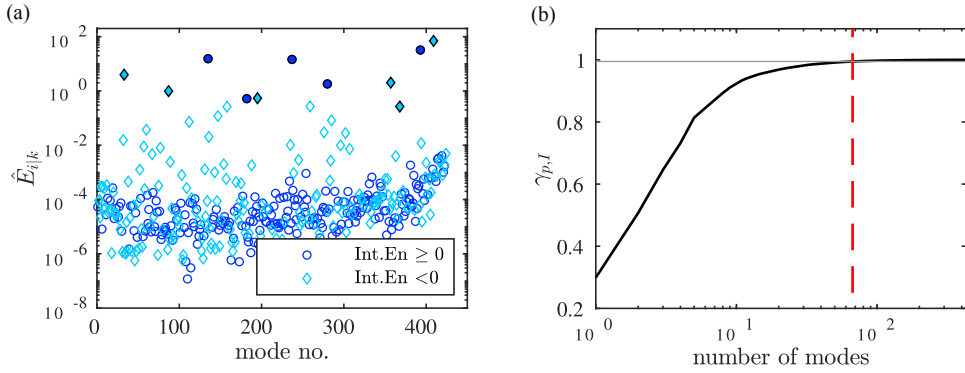 (a)
(b)
10^2
10^0
10^-2
10^-4
10^-6
10^-8
Ê_{i|k}
Int.En ≥ 0
Int.En <0
0
100
200
300
400
mode no.
1
0.8
0.6
0.4
0.2
γ_{p,I}
10^0
10^1
10^2
number of modes